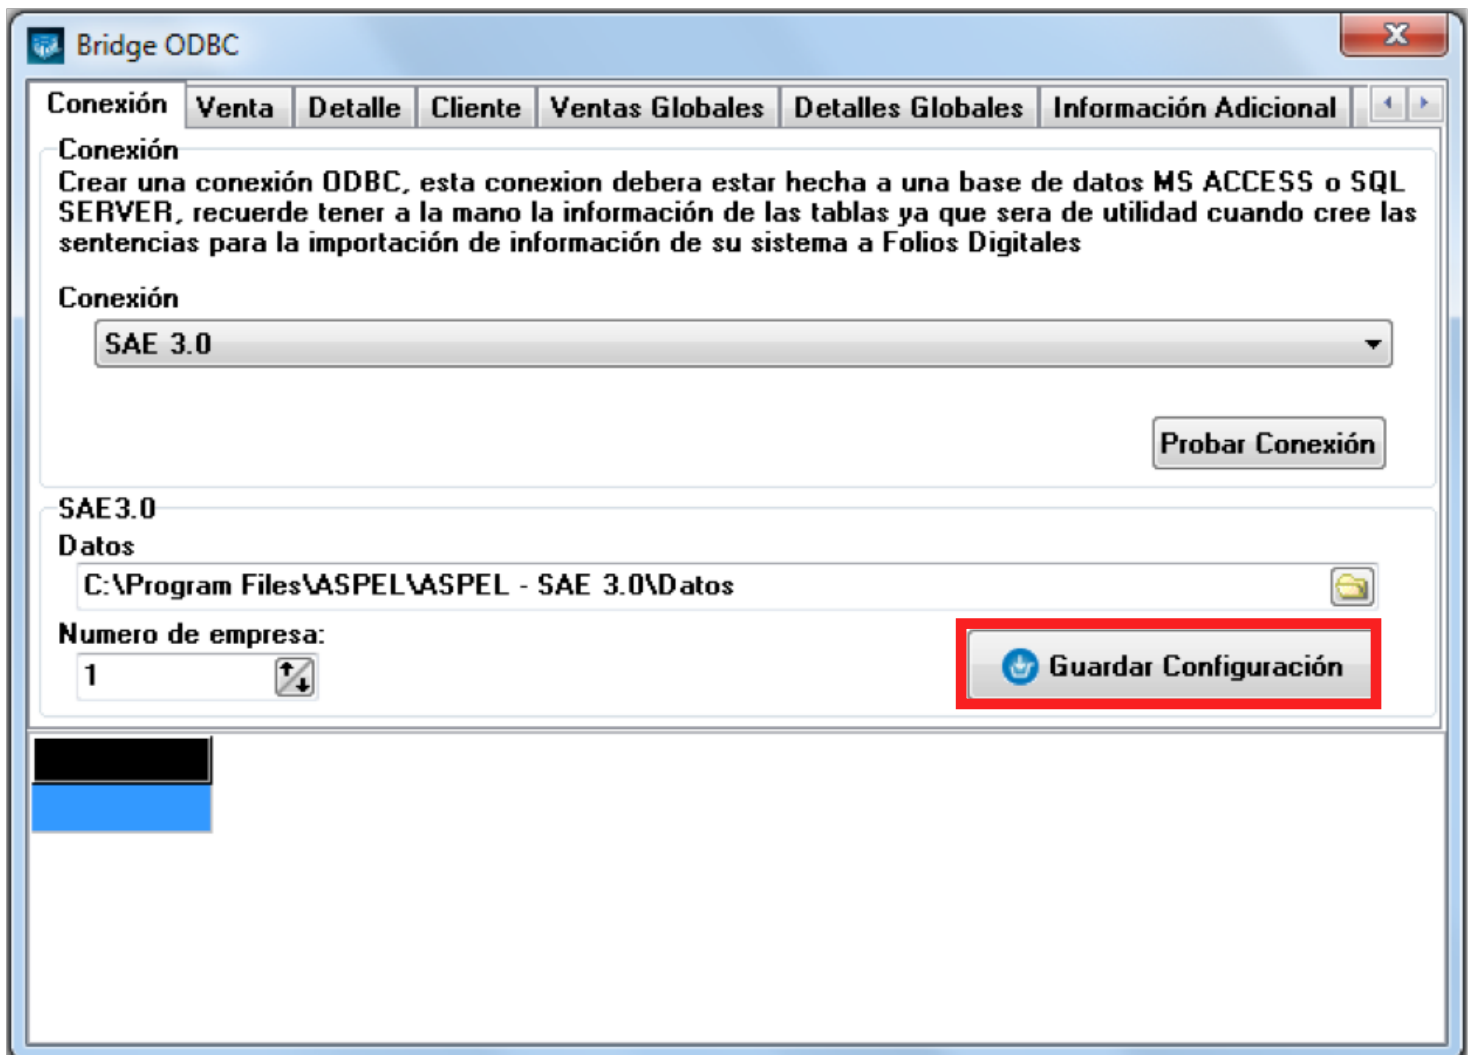 Bridge ODBC
Conexión Venta Detalle Cliente Ventas Globales Detalles Globales Información Adicional
Conexión
Crear una conexión ODBC, esta conexion debera estar hecha a una base de datos MS ACCESS o SQL
SERVER, recuerde tener a la mano la información de las tablas ya que sera de utilidad cuando cree las
sentencias para la importación de información de su sistema a Folios Digitales
Conexión
SAE 3.0
Probar Conexión
SAE3.0
Datos
C:\Program Files\ASPEL\ASPEL - SAE 3.0\Datos
Numero de empresa:
1
Guardar Configuración